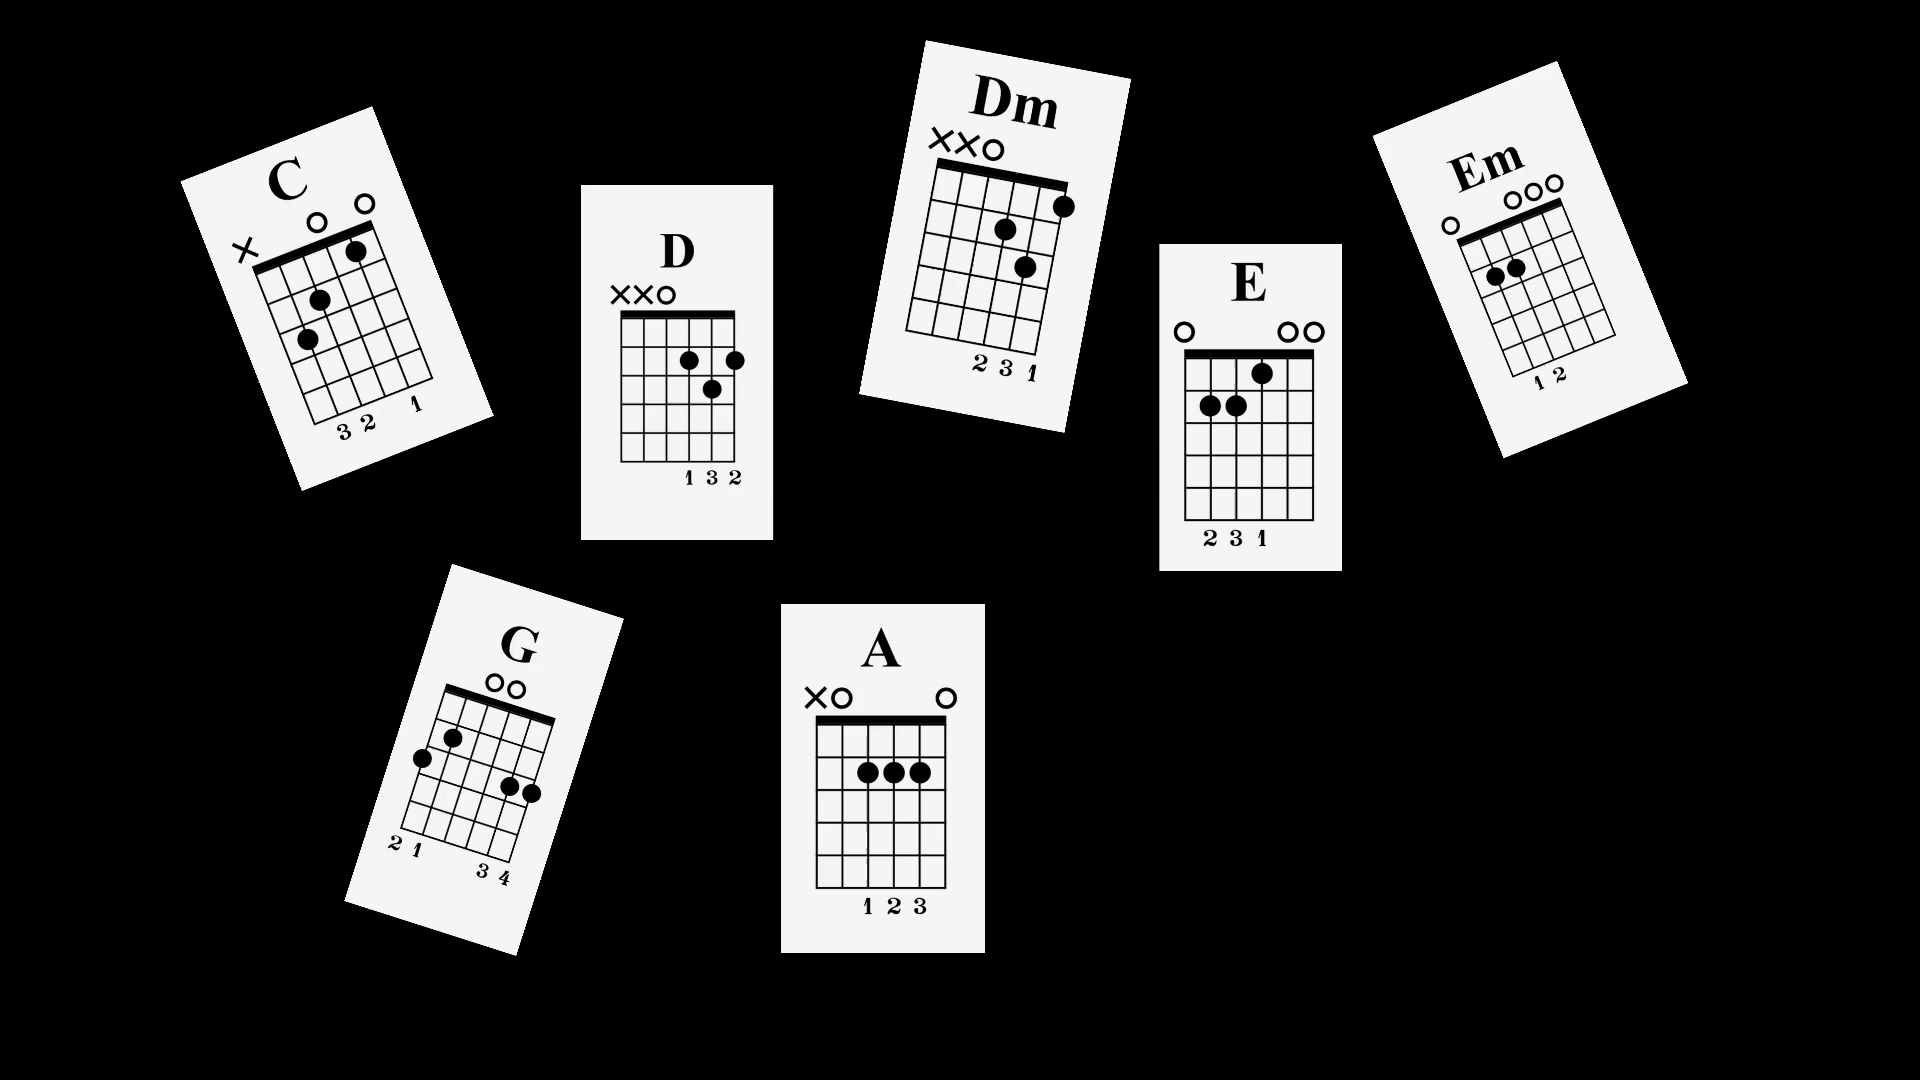 C
× ○ ○
3 2 1
D
××○
1 3 2
Dm
××○
2 3 1
E
○ ○○
2 3 1
Em
○ ○○○
1 2
G
○○
2 1 3 4
A
×○ ○
1 2 3